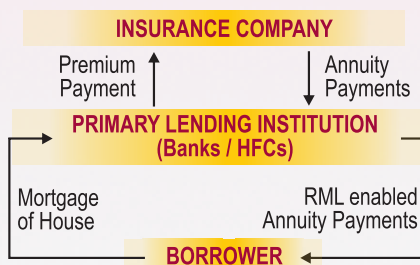 INSURANCE COMPANY
Premium
Payment
Annuity
Payments
PRIMARY LENDING INSTITUTION
(Banks / HFCs)
Mortgage
of House
RML enabled
Annuity Payments
BORROWER